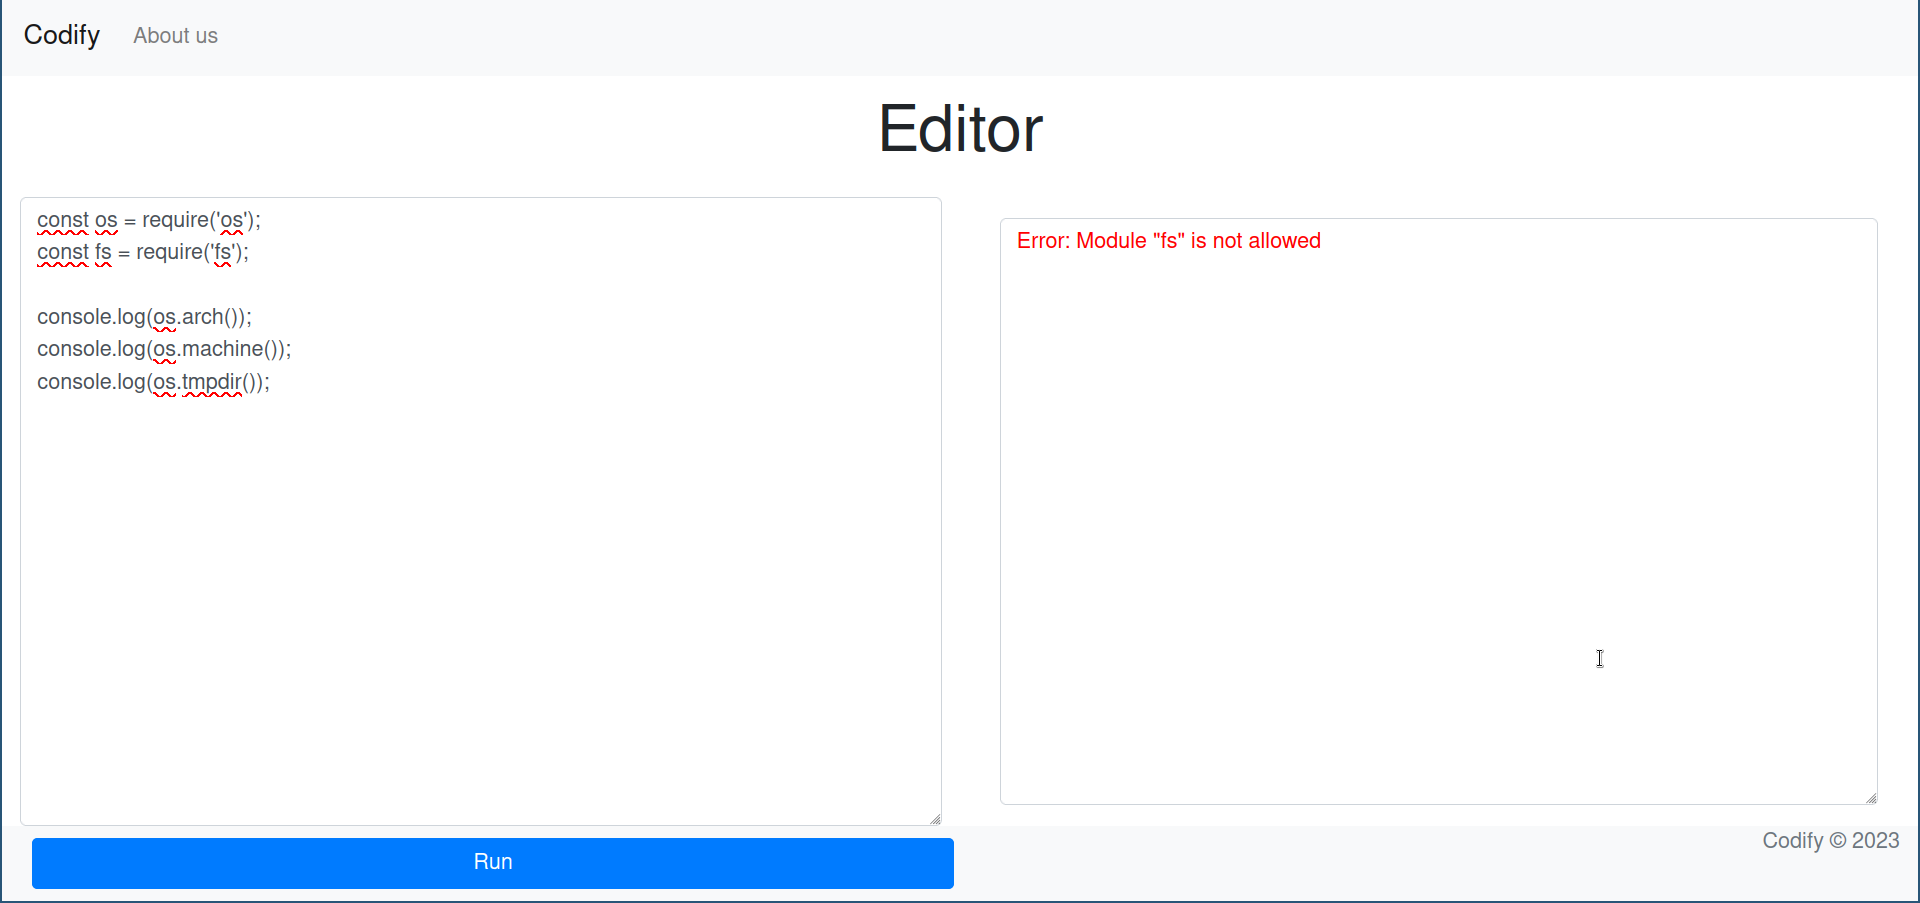 Codify About us
Editor
const os = require('os');
const fs = require('fs');
console.log(os.arch());
console.log(os.machine());
console.log(os.tmpdir());
Error: Module "fs" is not allowed
Run
Codify © 2023